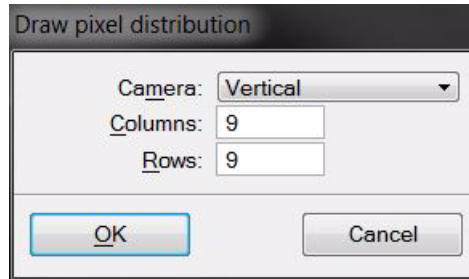 Draw pixel distribution
Camera: Vertical
Columns: 9
Rows: 9
OK Cancel